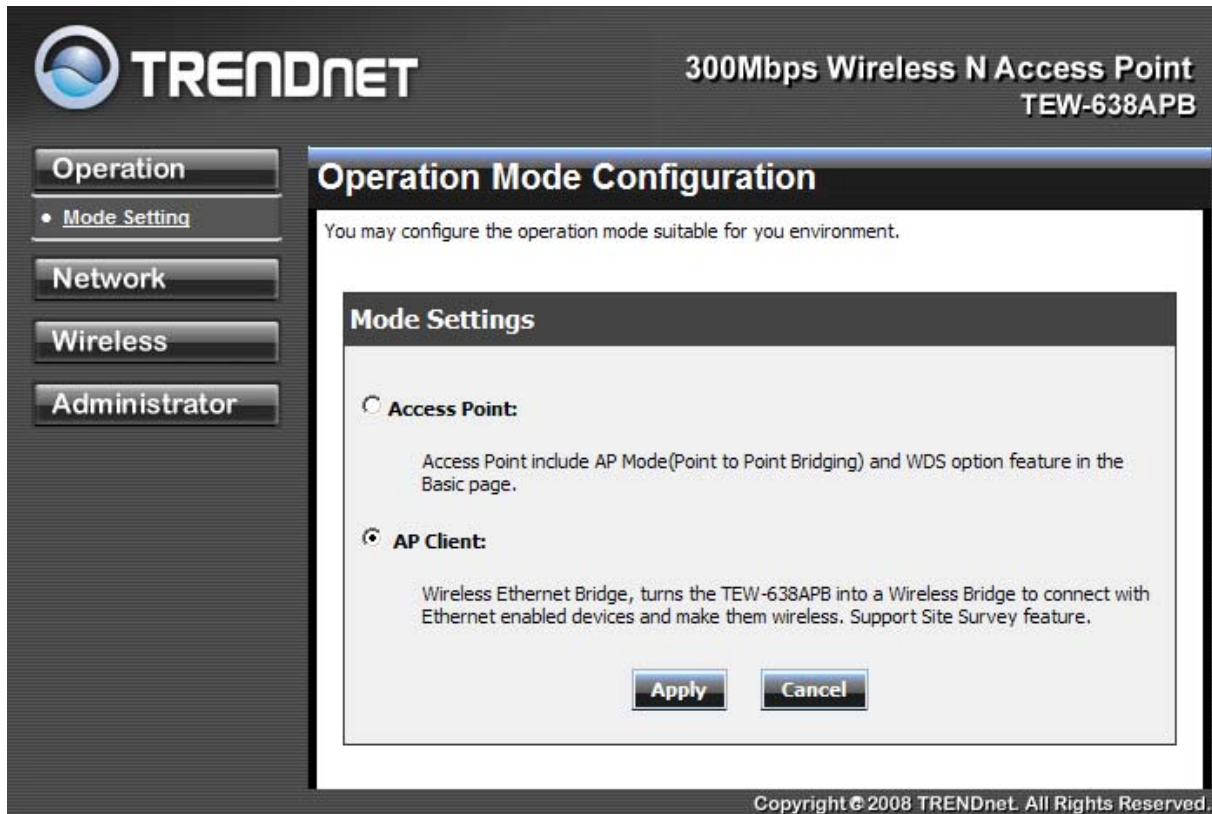 TRENDNET
300Mbps Wireless N Access Point
TEW-638APB
Operation
Mode Setting
Network
Wireless
Administrator
Operation Mode Configuration
You may configure the operation mode suitable for you environment.
Mode Settings
Access Point:
Access Point include AP Mode(Point to Point Bridging) and WDS option feature in the
Basic page.
AP Client:
Wireless Ethernet Bridge, turns the TEW-638APB into a Wireless Bridge to connect with
Ethernet enabled devices and make them wireless. Support Site Survey feature.
Apply
Cancel
Copyright © 2008 TRENDnet. All Rights Reserved.